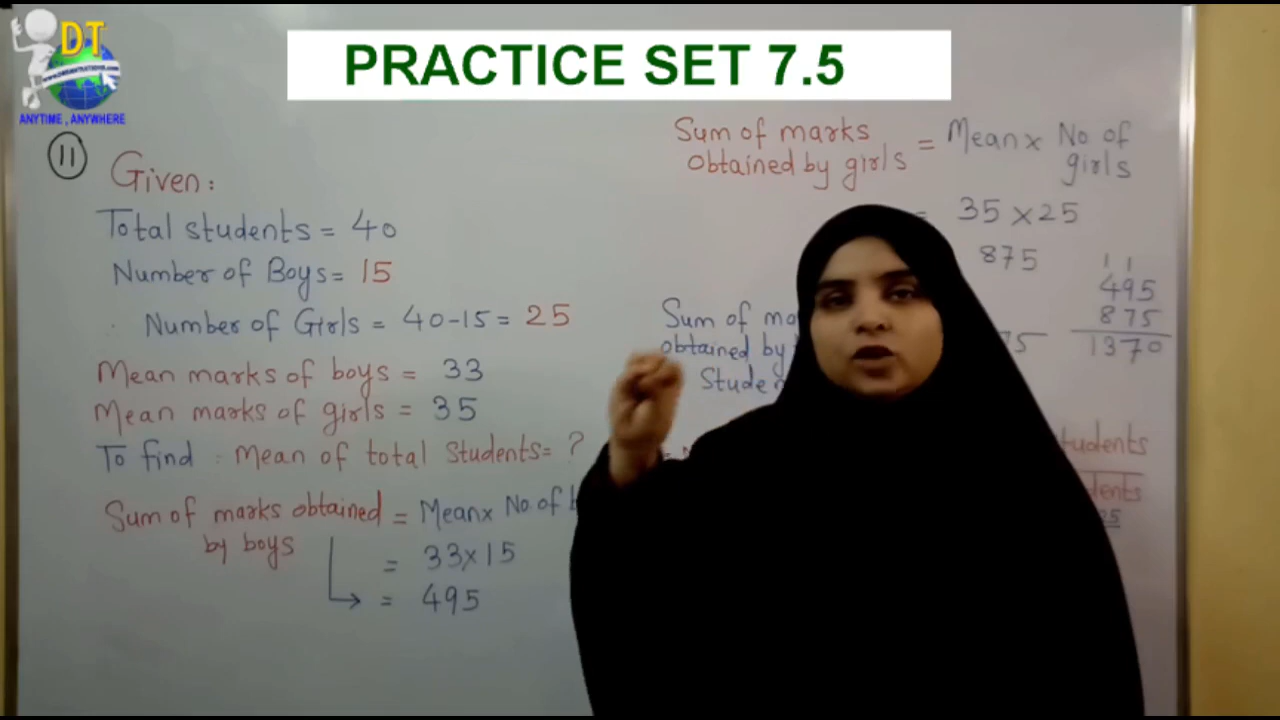 DT
ANYTIME , ANYWHERE
PRACTICE SET 7.5
11
Given:
Total students = 40
Number of Boys = 15
Number of Girls = 40-15 = 25
Mean marks of boys = 33
Mean marks of girls = 35
To find : Mean of total Students = ?
Sum of marks obtained = Mean x No. of
by boys
= 33x15
= 495
Sum of marks = Mean x No of
Obtained by girls girls
= 35 x 25
875
1 1
495
875
1370
Sum of
obtained by